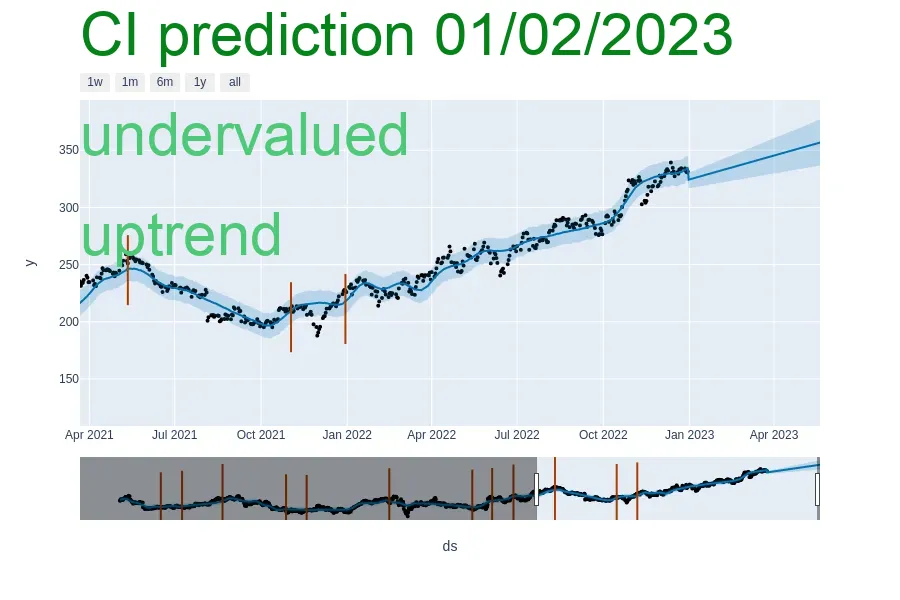 CI prediction 01/02/2023
1w 1m 6m 1y all
undervalued
uptrend
350
300
250
200
150
y
Apr 2021 Jul 2021 Oct 2021 Jan 2022 Apr 2022 Jul 2022 Oct 2022 Jan 2023 Apr 2023
ds